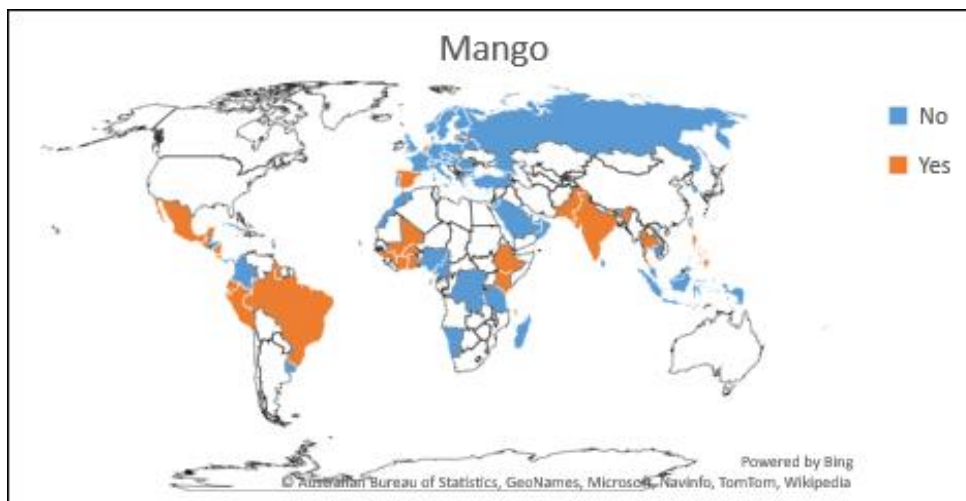 Mango
No
Yes
Powered by Bing
© Australian Bureau of Statistics, GeoNames, Microsoft, Navinfo, TomTom, Wikipedia